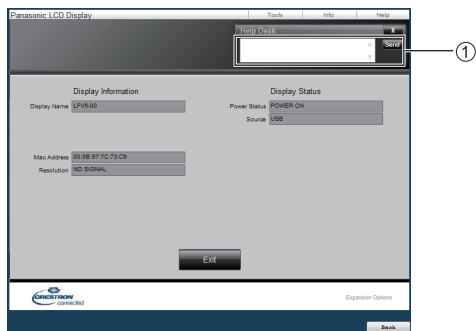 Panasonic LCD Display
Tools Info Help
Help Desk x
Send
①
Display Information Display Status
Display Name LFV8-00 Power Status POWER ON
Source USB
Mac Address 00:0B:97:7C:73:C9
Resolution NO SIGNAL
Exit
CRESTRON connected Expansion Options
Back